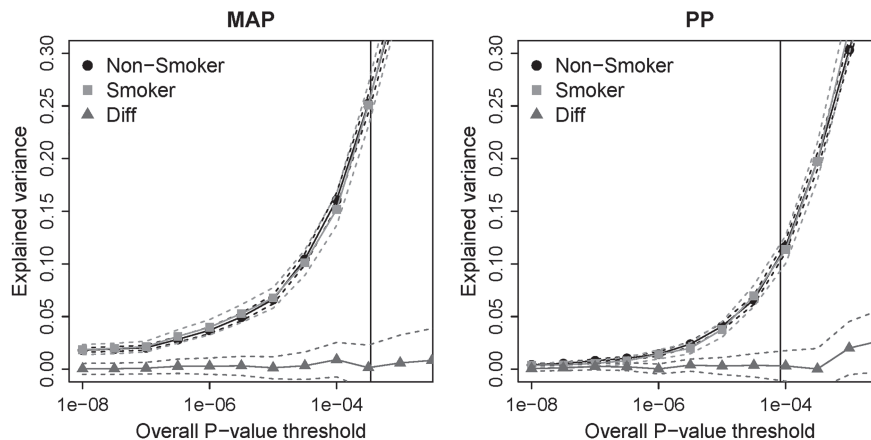 MAP
Explained variance
0.00 0.05 0.10 0.15 0.20 0.25 0.30
Non−Smoker
Smoker
Diff
1e−08 1e−06 1e−04
Overall P−value threshold
PP
Explained variance
0.00 0.05 0.10 0.15 0.20 0.25 0.30
Non−Smoker
Smoker
Diff
1e−08 1e−06 1e−04
Overall P−value threshold